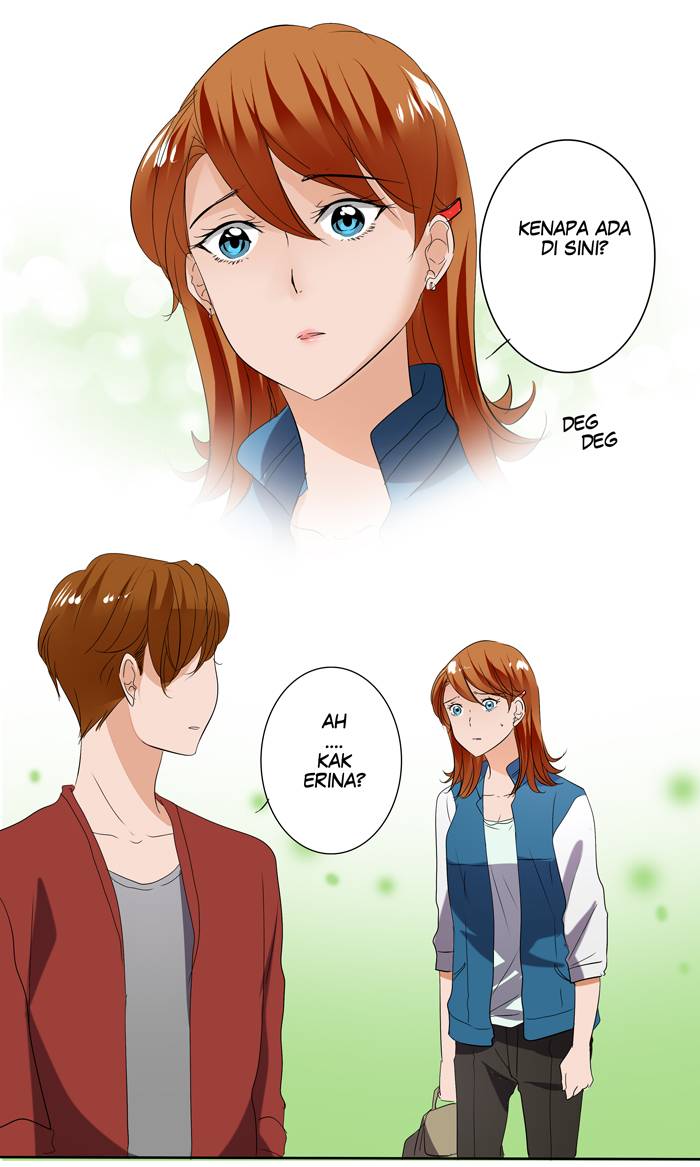 KENAPA ADA
DI SINI?
DEG
DEG
AH
....
KAK
ERINA?